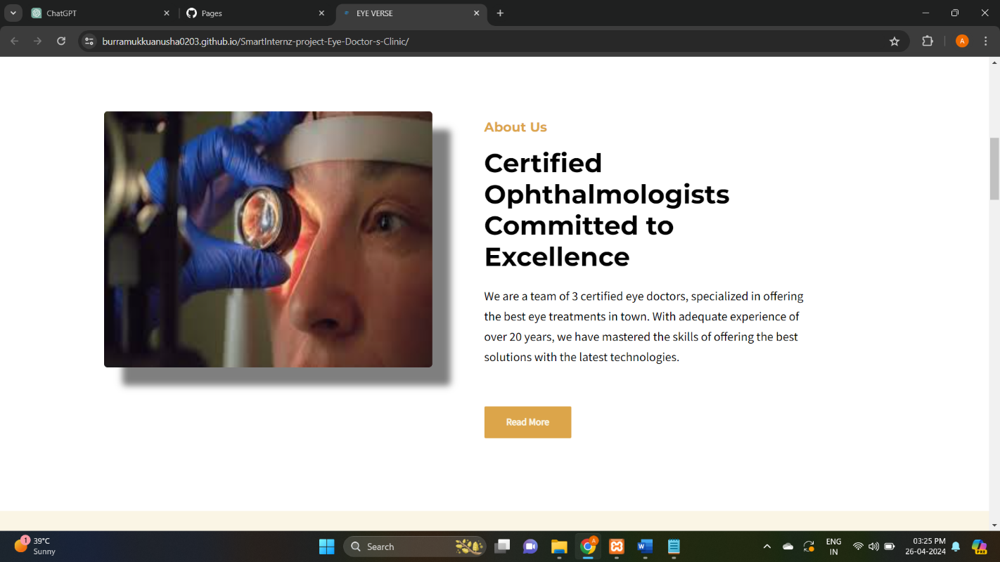 ChatGPT
Pages
EYE VERSE
burramukkuanusha0203.github.io/SmartInternz-project-Eye-Doctor-s-Clinic/
A
About Us
Certified
Ophthalmologists
Committed to
Excellence
We are a team of 3 certified eye doctors, specialized in offering
the best eye treatments in town. With adequate experience of
over 20 years, we have mastered the skills of offering the best
solutions with the latest technologies.
Read More
1
39°C
Sunny
Search
A
W
ENG
IN
03:25 PM
26-04-2024
PRE